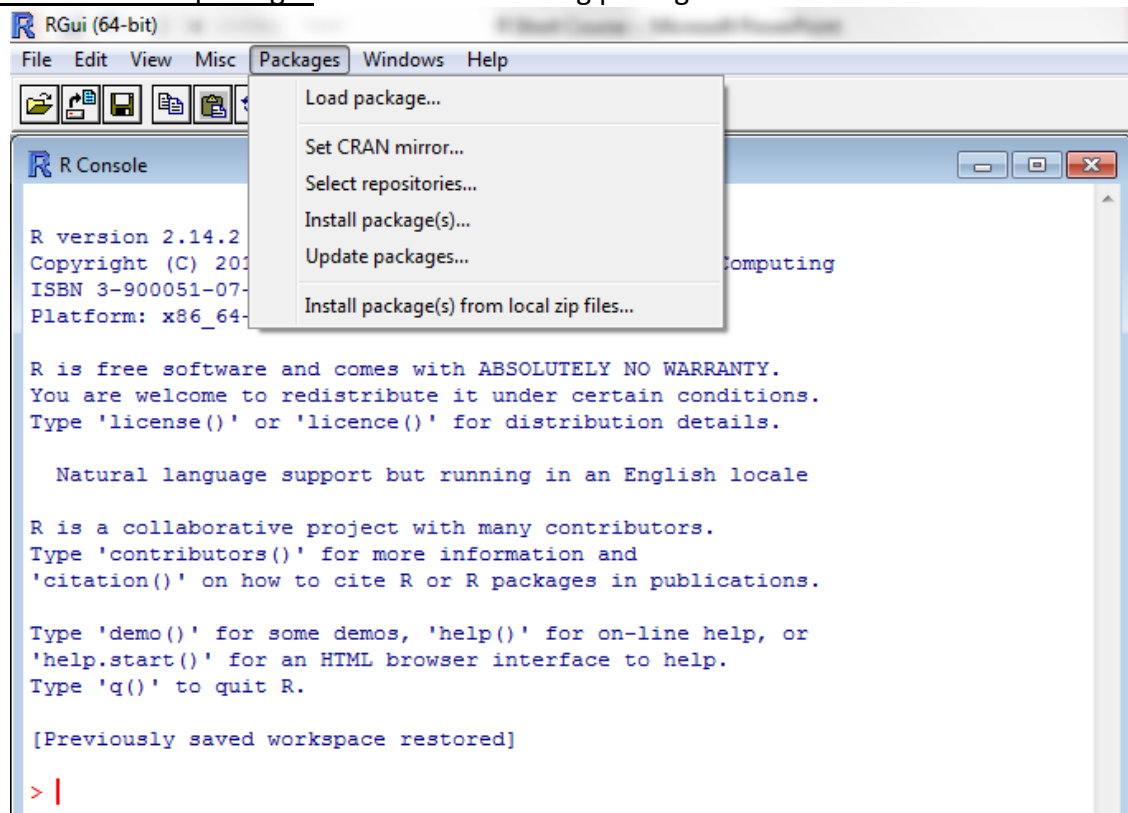 RGui (64-bit)
File Edit View Misc Packages Windows Help
Load package...
Set CRAN mirror...
Select repositories...
Install package(s)...
Update packages...
Install package(s) from local zip files...
R Console
R version 2.14.2
Copyright (C) 201 Computing
ISBN 3-900051-07-
Platform: x86_64-
R is free software and comes with ABSOLUTELY NO WARRANTY.
You are welcome to redistribute it under certain conditions.
Type 'license()' or 'licence()' for distribution details.
Natural language support but running in an English locale
R is a collaborative project with many contributors.
Type 'contributors()' for more information and
'citation()' on how to cite R or R packages in publications.
Type 'demo()' for some demos, 'help()' for on-line help, or
'help.start()' for an HTML browser interface to help.
Type 'q()' to quit R.
[Previously saved workspace restored]
>